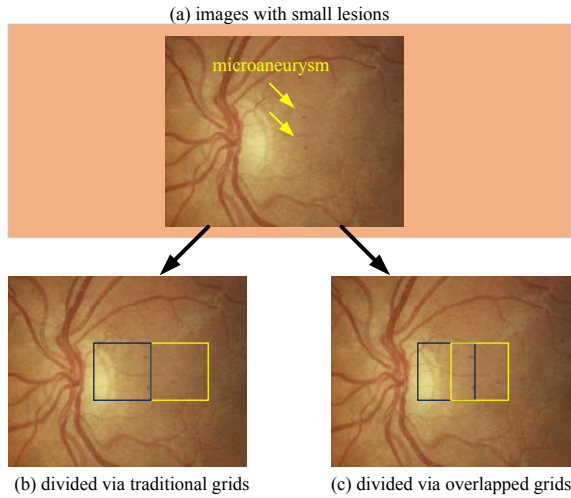 (a) images with small lesions
microaneurysm
(b) divided via traditional grids
(c) divided via overlapped grids